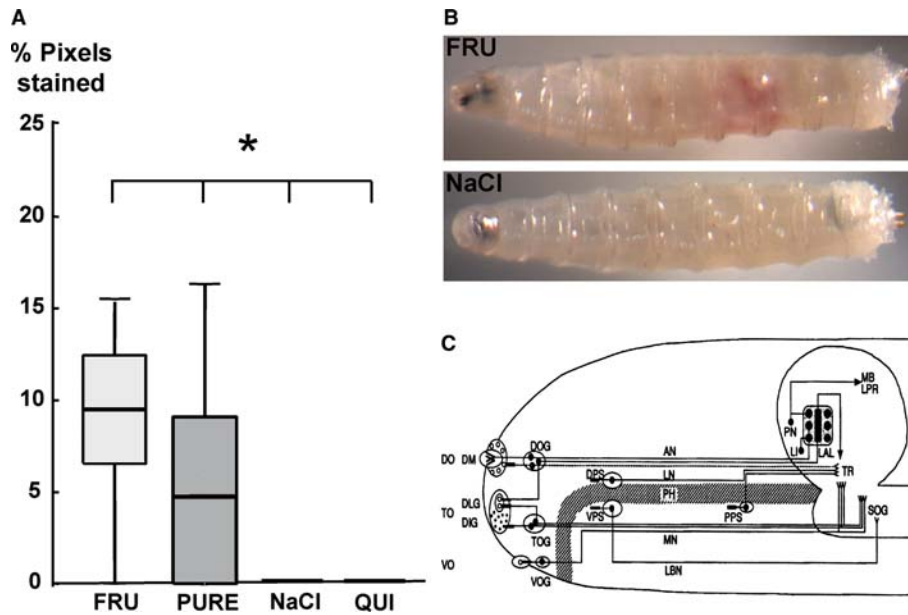 A
% Pixels
stained
25
20
15
10
5
0
*
FRU PURE NaCl QUI
B
FRU
NaCl
C
MB
LPR
PN
LI LAL
DO DM DOG AN
TR
DPS LN
PH
DLG
TO
DIG
VPS PPS SOG
TOG MN
VO
VOG LBN